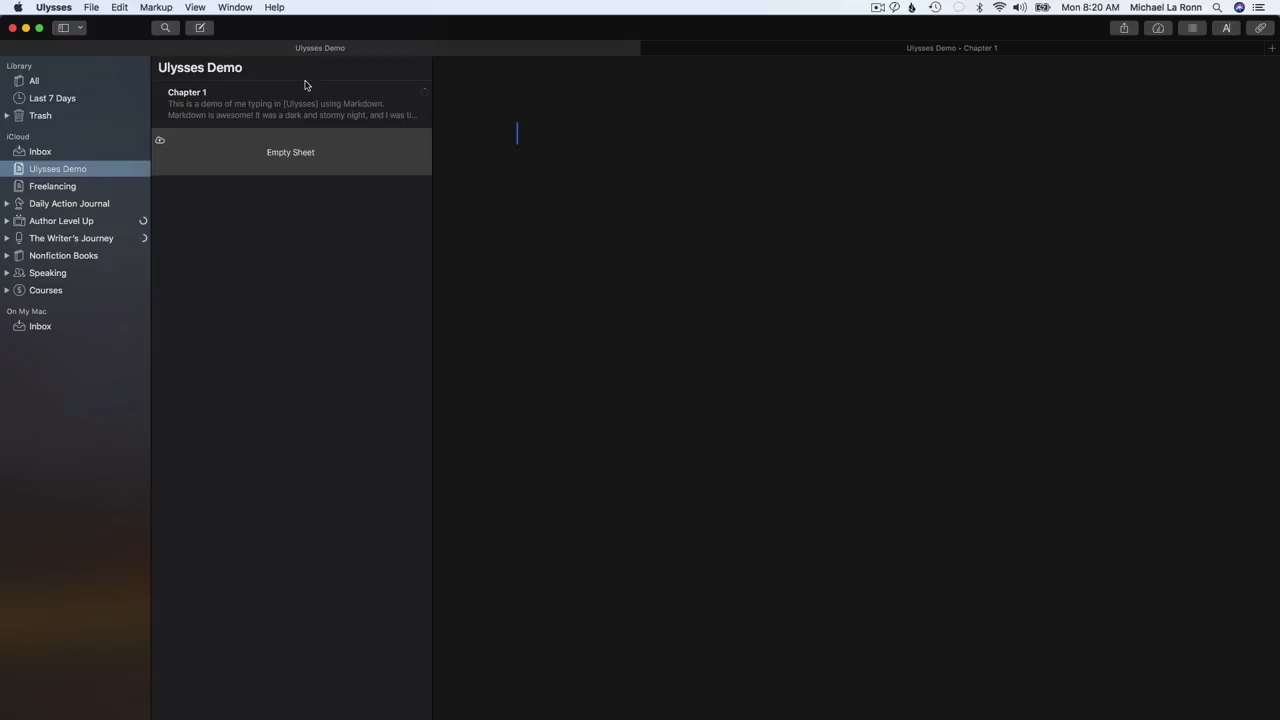 Ulysses File Edit Markup View Window Help
Mon 8:20 AM Michael La Ronn
Ulysses Demo
Ulysses Demo - Chapter 1
Library
All
Last 7 Days
Trash
iCloud
Inbox
Ulysses Demo
Freelancing
Daily Action Journal
Author Level Up
The Writer's Journey
Nonfiction Books
Speaking
Courses
On My Mac
Inbox
Ulysses Demo
Chapter 1
This is a demo of me typing in [Ulysses] using Markdown.
Markdown is awesome! It was a dark and stormy night, and I was ti...
Empty Sheet